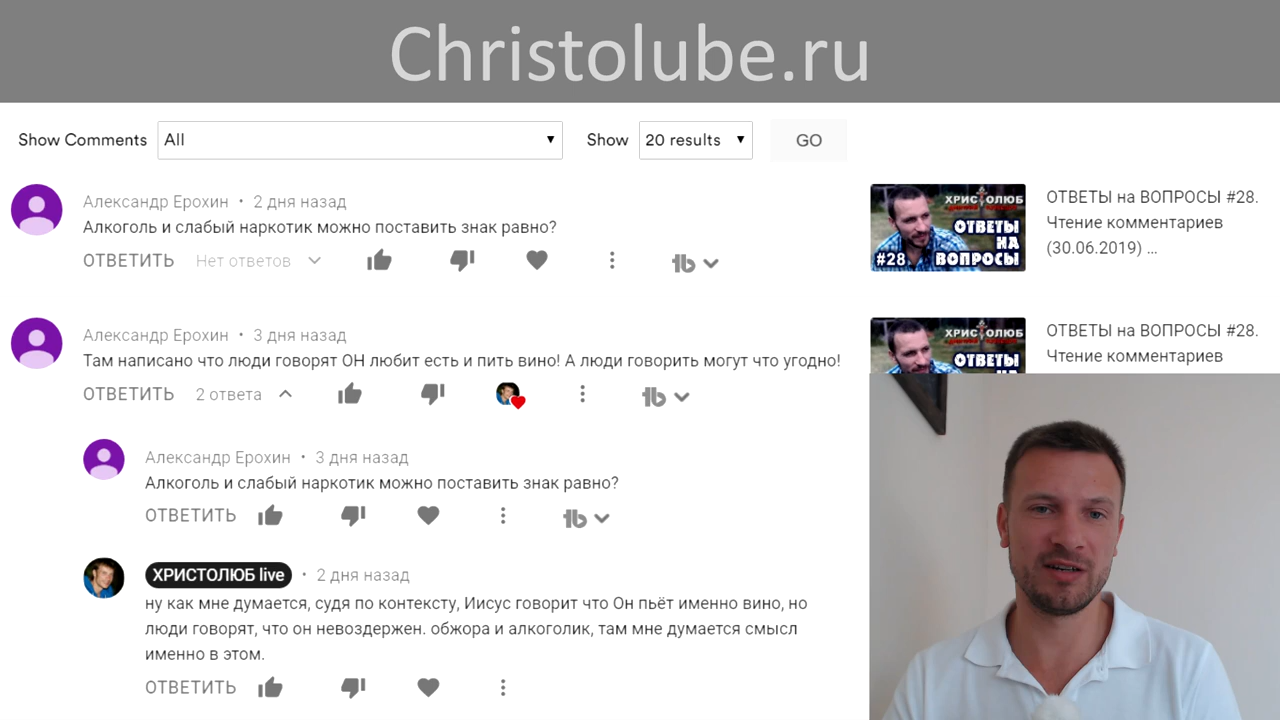 Christolube.ru
Show Comments All Show 20 results GO
Александр Ерохин • 2 дня назад
Алкоголь и слабый наркотик можно поставить знак равно?
ОТВЕТИТЬ Нет ответов
ХРИСТОЛЮБ
ОТВЕТЫ
НА
#28 ВОПРОСЫ
ОТВЕТЫ на ВОПРОСЫ #28.
Чтение комментариев
(30.06.2019) ...
Александр Ерохин • 3 дня назад
Там написано что люди говорят ОН любит есть и пить вино! А люди говорить могут что угодно!
ОТВЕТИТЬ 2 ответа
ХРИСТОЛЮБ
ОТВЕТЫ
ОТВЕТЫ на ВОПРОСЫ #28.
Чтение комментариев
Александр Ерохин • 3 дня назад
Алкоголь и слабый наркотик можно поставить знак равно?
ОТВЕТИТЬ
ХРИСТОЛЮБ live • 2 дня назад
ну как мне думается, судя по контексту, Иисус говорит что Он пьёт именно вино, но
люди говорят, что он невоздержен. обжора и алкоголик, там мне думается смысл
именно в этом.
ОТВЕТИТЬ